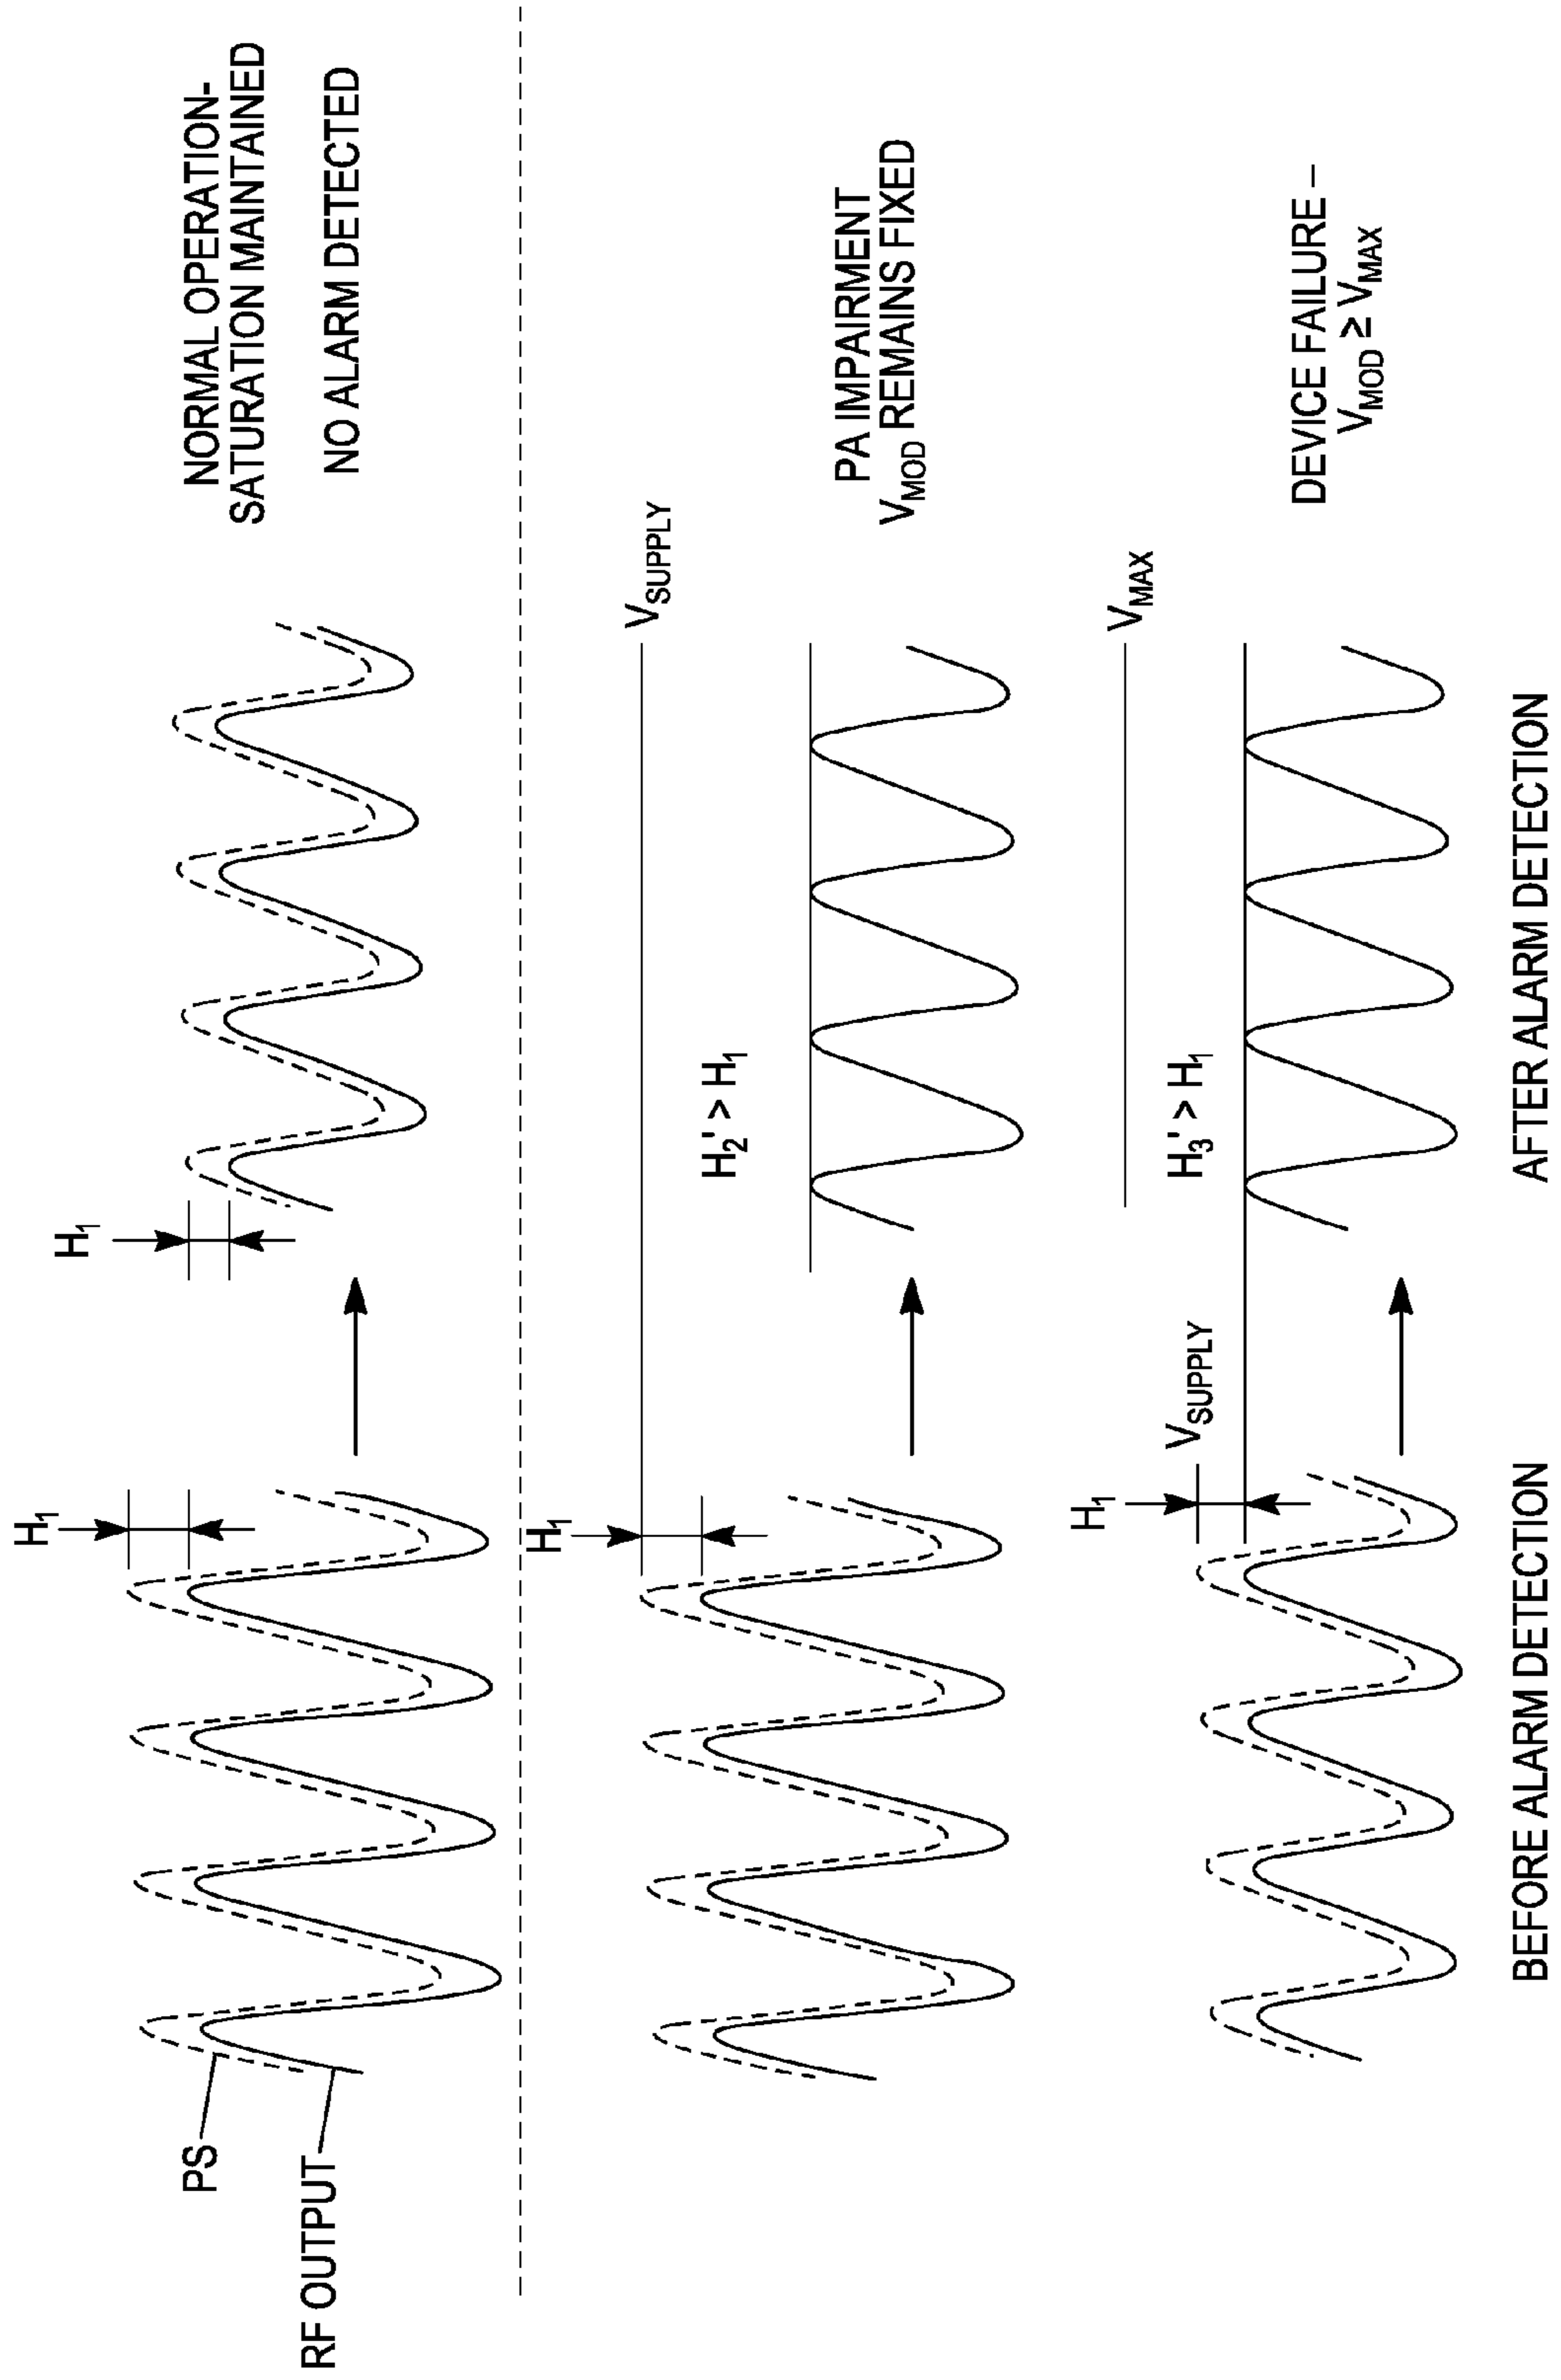 H1
H1
NORMAL OPERATION-
SATURATION MAINTAINED
NO ALARM DETECTED
PS
RF OUTPUT
H1
VSUPPLY
H2' > H1
PA IMPAIRMENT
VMOD REMAINS FIXED
H1
VSUPPLY
VMAX
H3' > H1
DEVICE FAILURE –
VMOD ≥ VMAX
BEFORE ALARM DETECTION
AFTER ALARM DETECTION